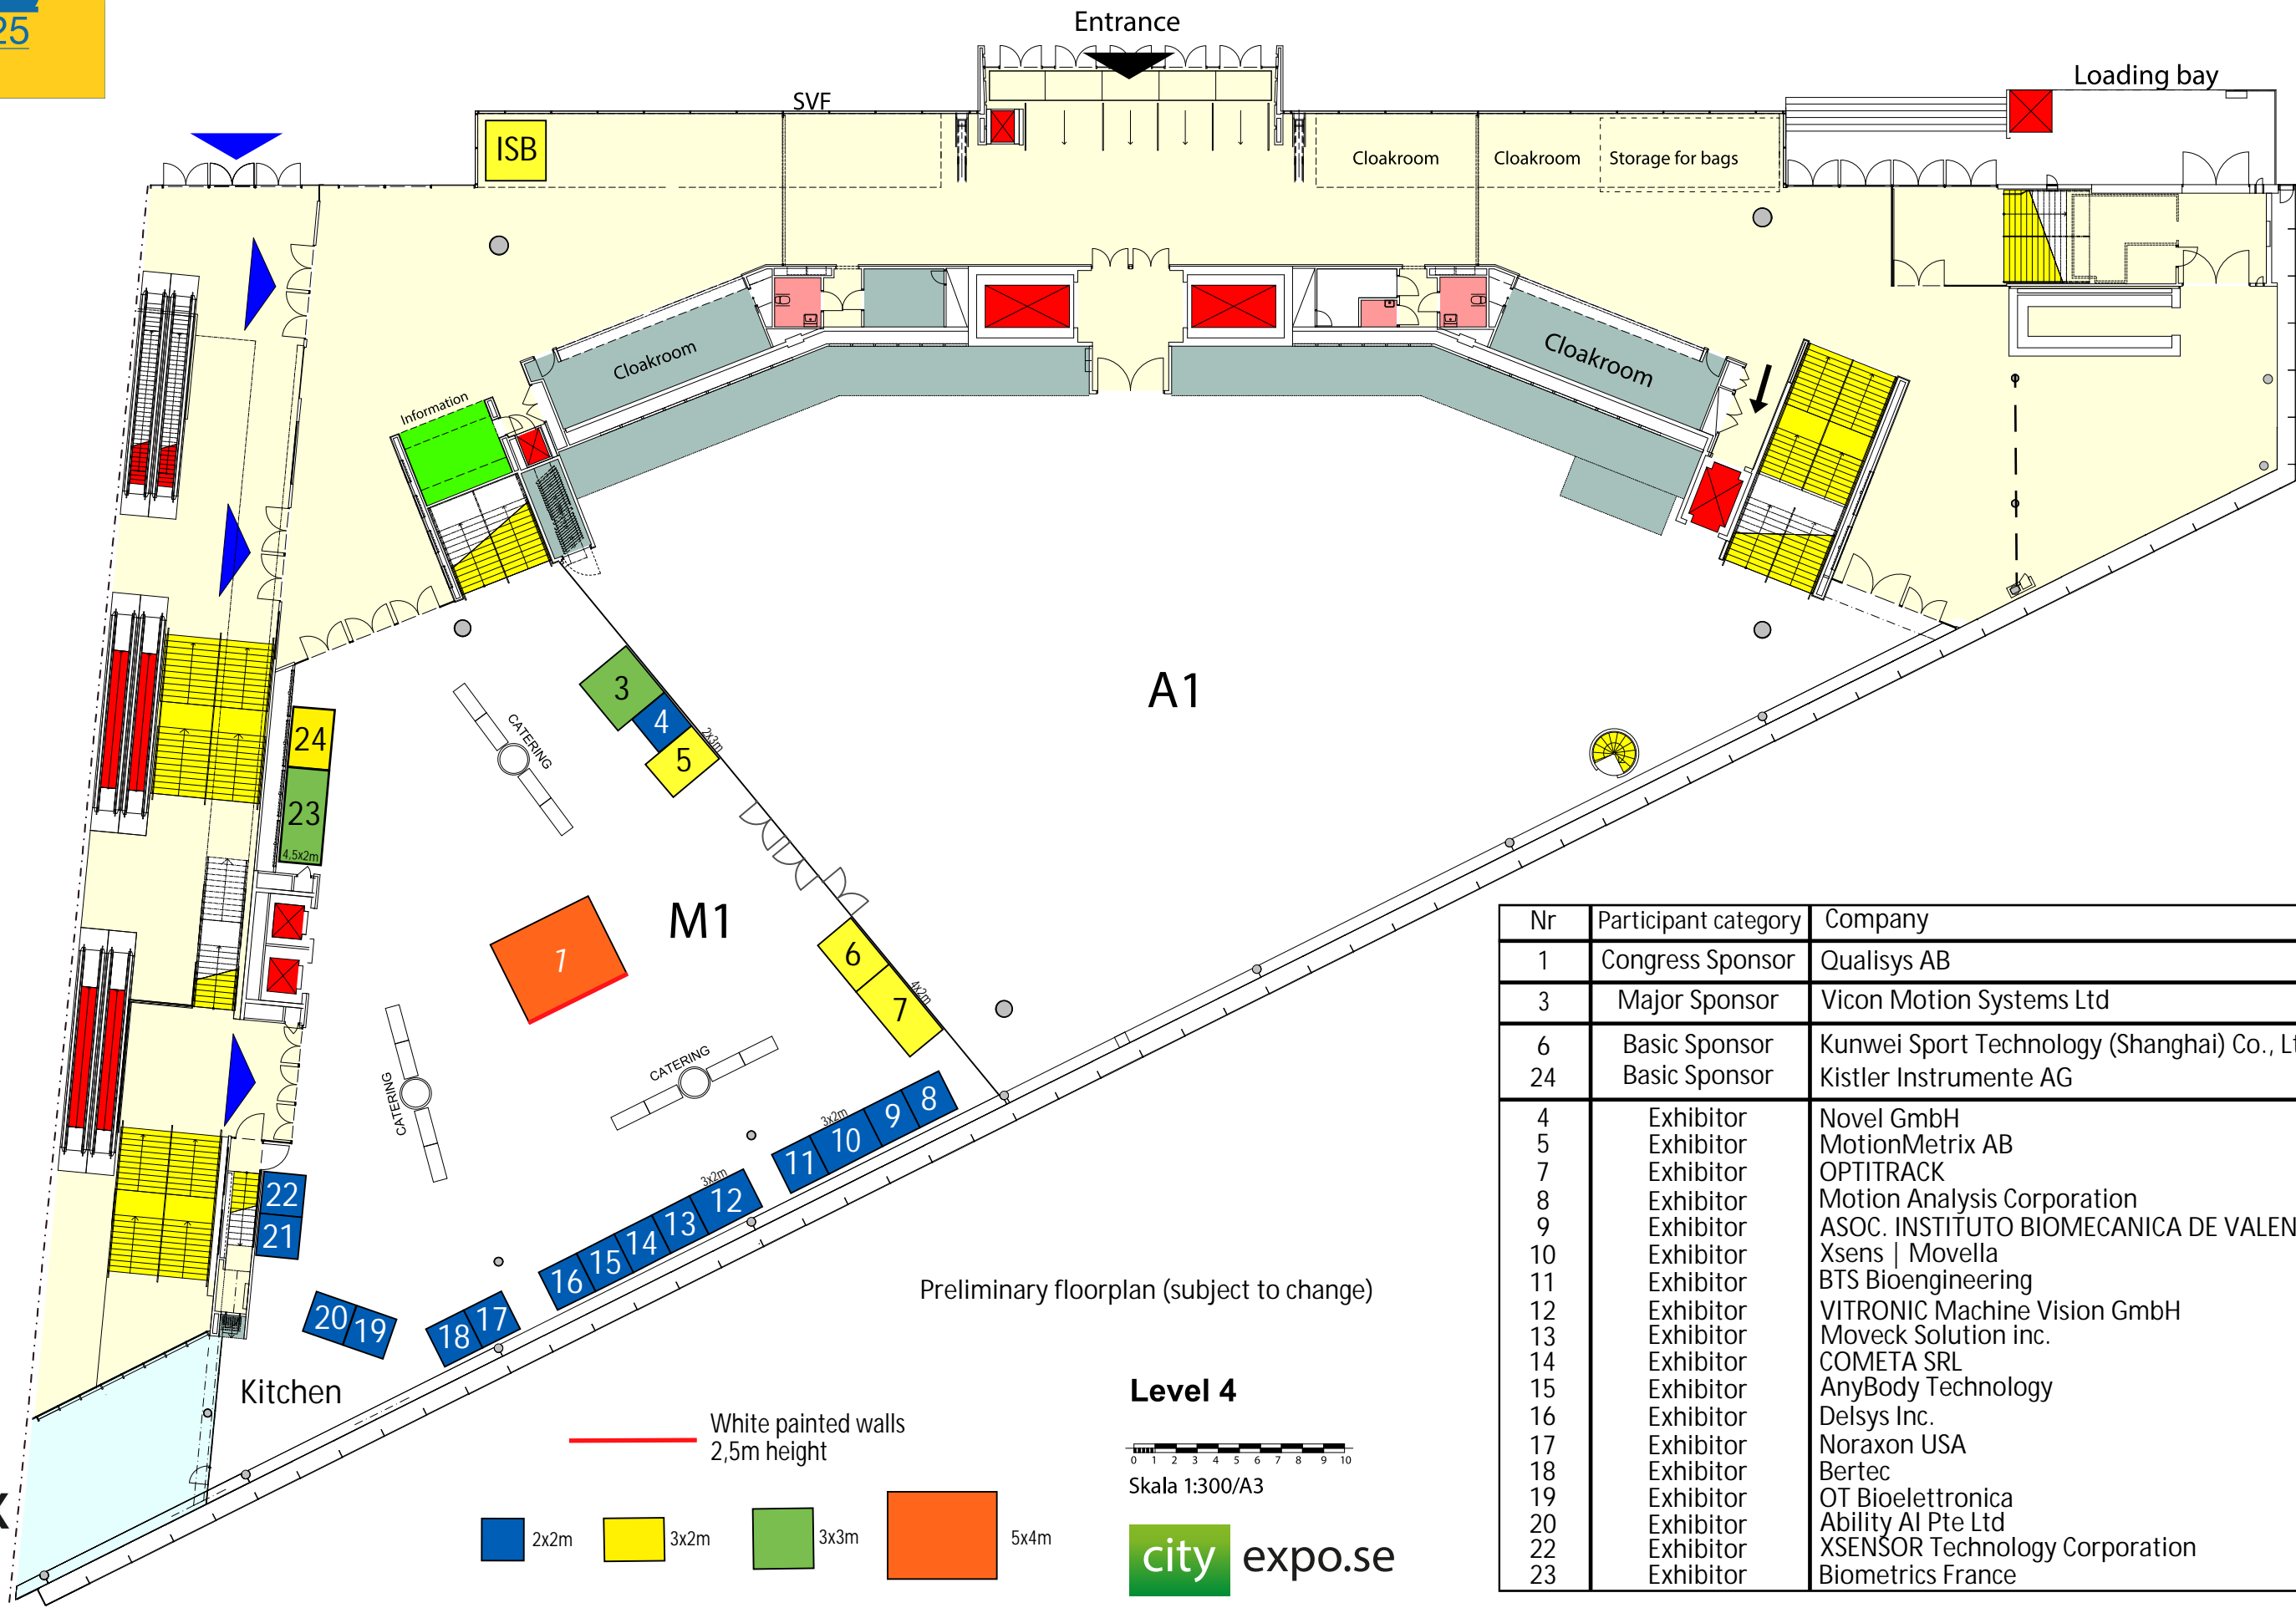 25
Entrance
Loading bay
SVF
ISB
Cloakroom
Cloakroom
Storage for bags
Cloakroom
Cloakroom
Information
3
4
2x3m
5
A1
CATERING
24
23
4,5x2m
M1
7
6
4x2m
7
CATERING
CATERING
3x2m
8
9
10
11
3x2m
12
13
14
15
16
22
21
20
19
18
17
Kitchen
Preliminary floorplan (subject to change)
White painted walls
2,5m height
2x2m
3x2m
3x3m
5x4m
Level 4
0 1 2 3 4 5 6 7 8 9 10
Skala 1:300/A3
city expo.se
Nr Participant category Company
1 Congress Sponsor Qualisys AB
3 Major Sponsor Vicon Motion Systems Ltd
6 Basic Sponsor Kunwei Sport Technology (Shanghai) Co.,
24 Basic Sponsor Kistler Instrumente AG
4 Exhibitor Novel GmbH
5 Exhibitor MotionMetrix AB
7 Exhibitor OPTITRACK
8 Exhibitor Motion Analysis Corporation
9 Exhibitor ASOC. INSTITUTO BIOMECANICA DE VALEN
10 Exhibitor Xsens | Movella
11 Exhibitor BTS Bioengineering
12 Exhibitor VITRONIC Machine Vision GmbH
13 Exhibitor Moveck Solution inc.
14 Exhibitor COMETA SRL
15 Exhibitor AnyBody Technology
16 Exhibitor Delsys Inc.
17 Exhibitor Noraxon USA
18 Exhibitor Bertec
19 Exhibitor OT Bioelettronica
20 Exhibitor Ability AI Pte Ltd
22 Exhibitor XSENSOR Technology Corporation
23 Exhibitor Biometrics France